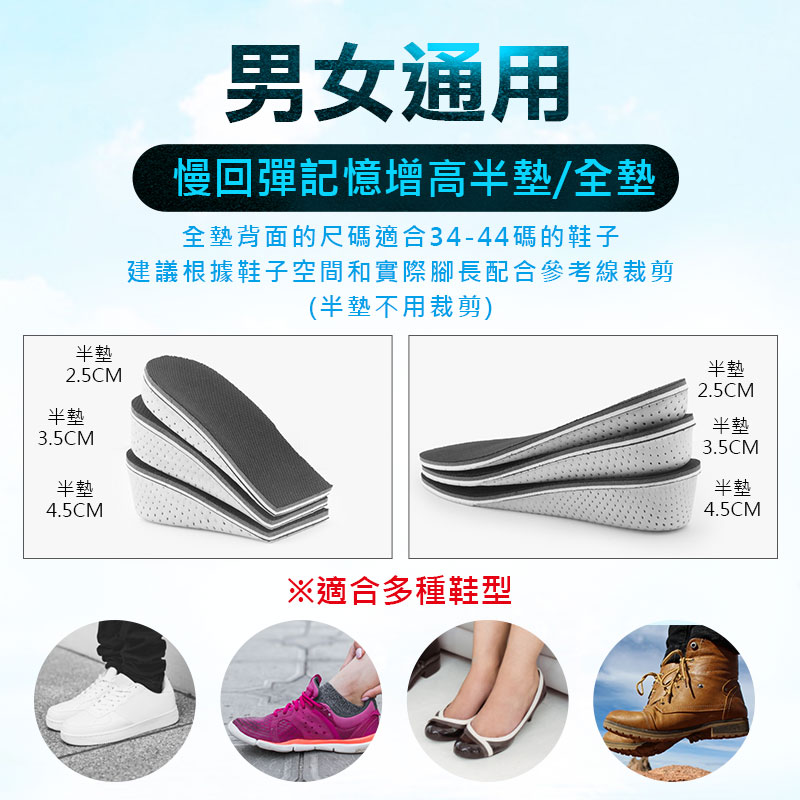 男女通用
慢回彈記憶增高半墊/全墊
全墊背面的尺碼適合34-44碼的鞋子
建議根據鞋子空間和實際腳長配合參考線裁剪
(半墊不用裁剪)
半墊
2.5CM
半墊
3.5CM
半墊
4.5CM
半墊
2.5CM
半墊
3.5CM
半墊
4.5CM
※適合多種鞋型